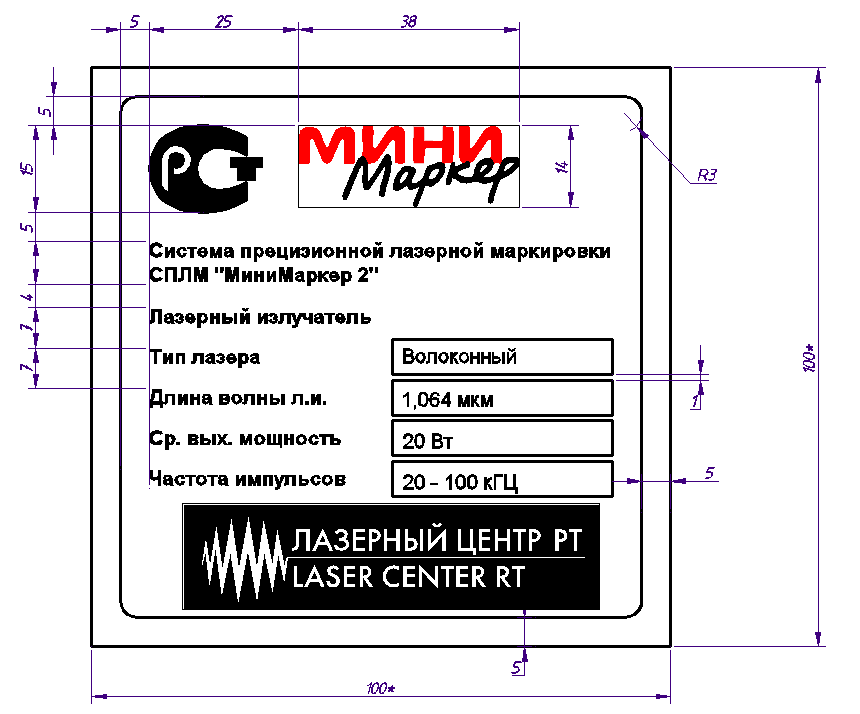 5 25 38
5
РСТ
МИНИ
Маркер
15
14
R3
5
Система прецизионной лазерной маркировки
СПЛМ "МиниМаркер 2"
4
Лазерный излучатель
7
Тип лазера Волоконный
100*
7
1
Длина волны л.и. 1,064 мкм
Ср. вых. мощность 20 Вт
Частота импульсов 20 - 100 кГЦ
5
ЛАЗЕРНЫЙ ЦЕНТР РТ
LASER CENTER RT
5
100*